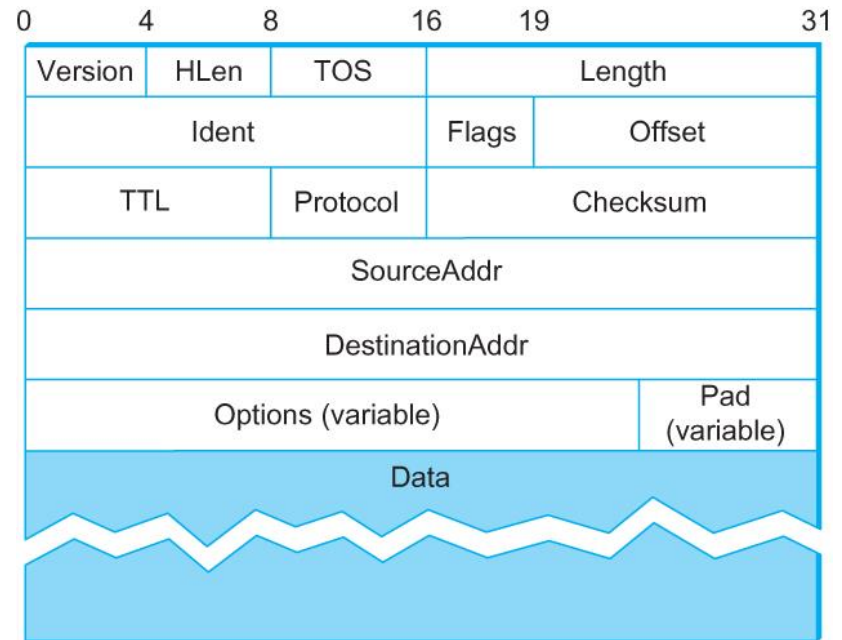 0 4 8 16 19 31
Version HLen TOS Length
Ident Flags Offset
TTL Protocol Checksum
SourceAddr
DestinationAddr
Options (variable) Pad
(variable)
Data